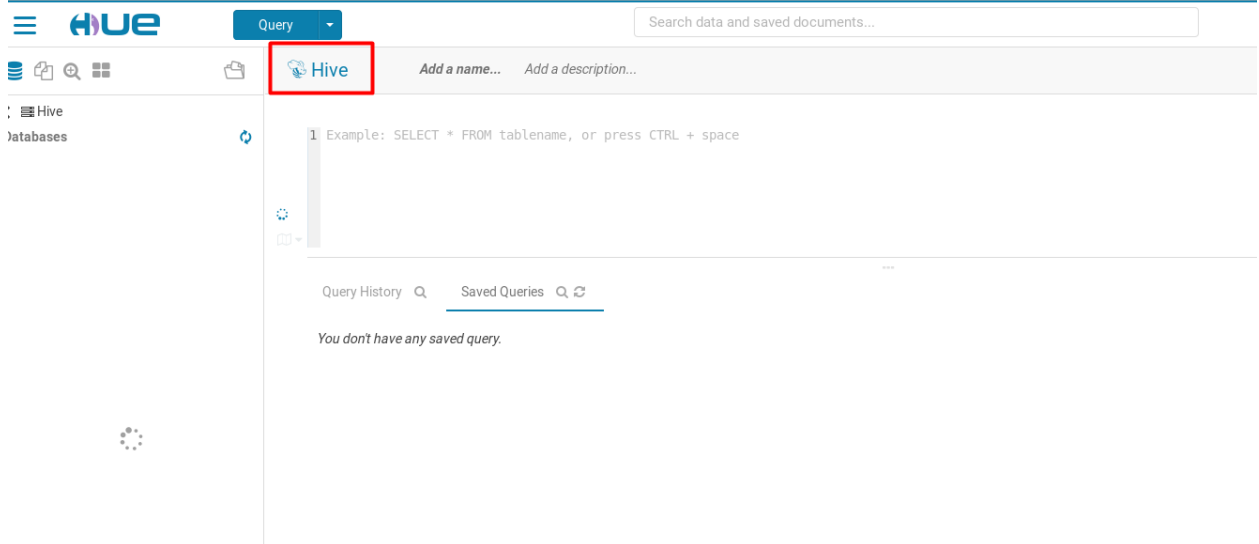 HUE
Query
Search data and saved documents...
Hive
Add a name...
Add a description...
Hive
Databases
1 Example: SELECT * FROM tablename, or press CTRL + space
Query History
Saved Queries
You don't have any saved query.